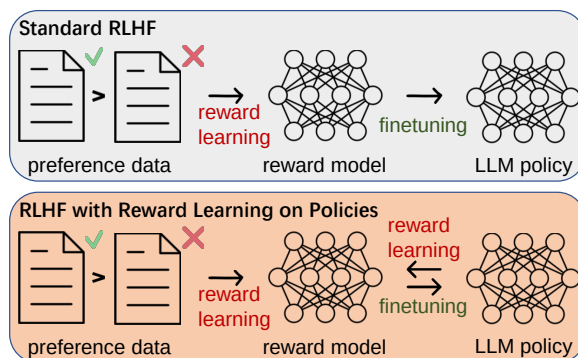 Standard RLHF
>
reward
learning
finetuning
preference data
reward model
LLM policy
RLHF with Reward Learning on Policies
>
reward
learning
reward
learning
finetuning
preference data
reward model
LLM policy